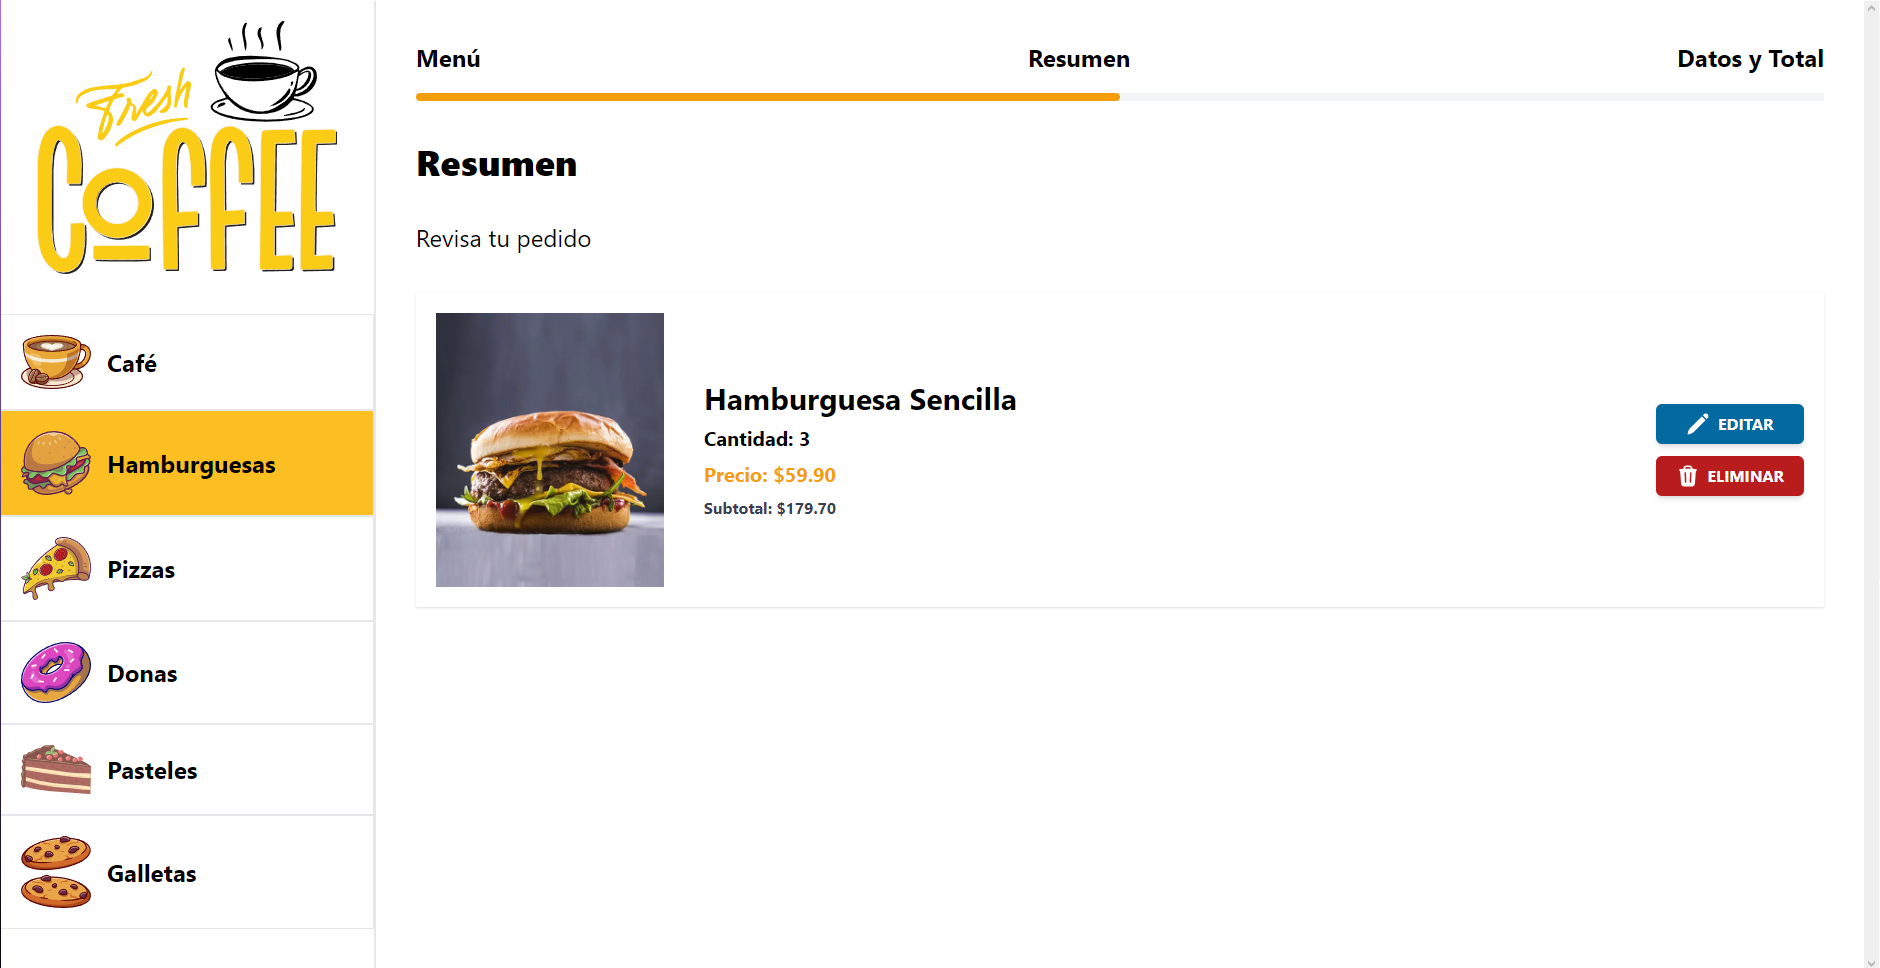 Fresh
COFFEE
Café
Hamburguesas
Pizzas
Donas
Pasteles
Galletas
Menú
Resumen
Datos y Total
Resumen
Revisa tu pedido
Hamburguesa Sencilla
Cantidad: 3
Precio: $59.90
Subtotal: $179.70
EDITAR
ELIMINAR